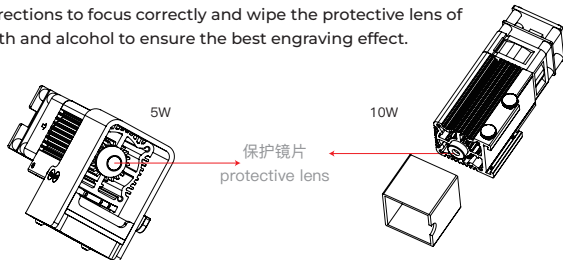 rections to focus correctly and wipe the protective lens of
th and alcohol to ensure the best engraving effect.
5W
10W
保护镜片
protective lens